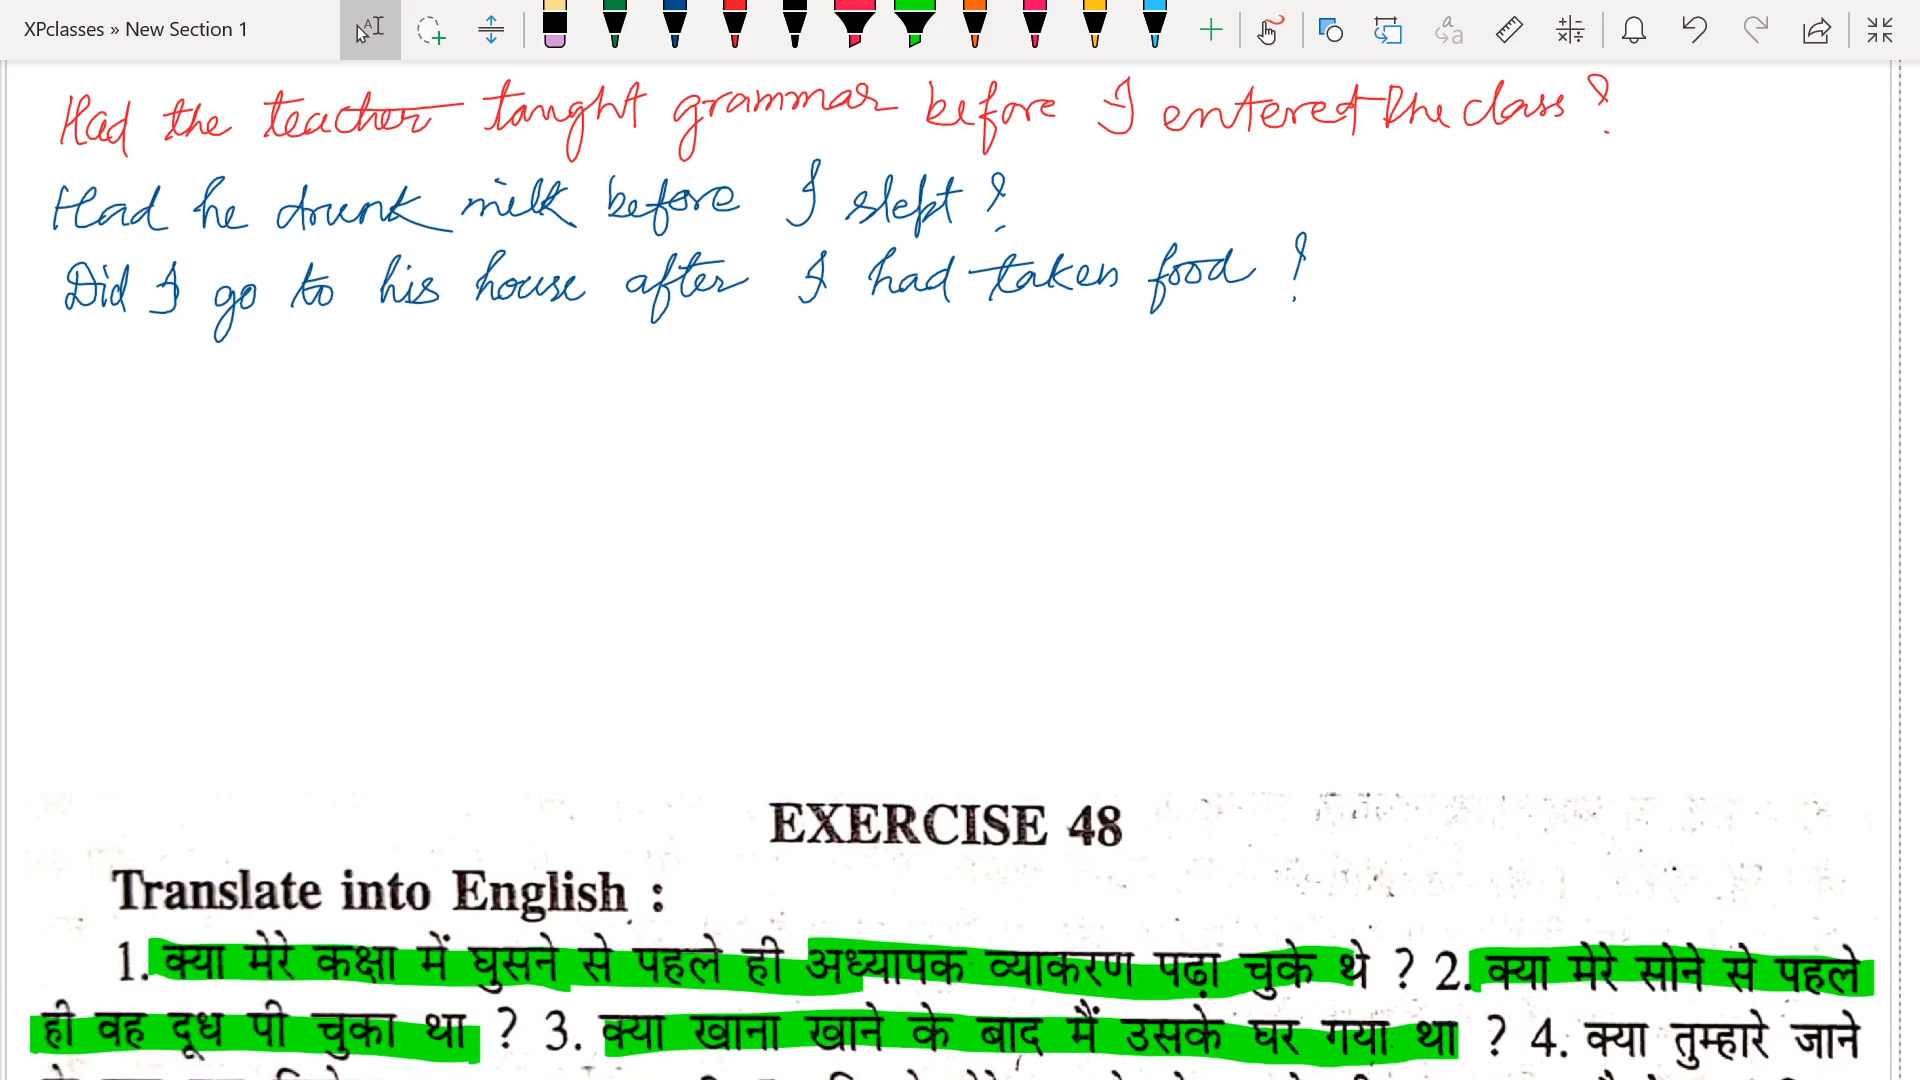 XPclasses » New Section 1
Had the teacher taught grammar before I entered the class?
Had he drunk milk before I slept?
Did I go to his house after I had taken food?
EXERCISE 48
Translate into English :
1. क्या मेरे कक्षा में घुसने से पहले ही अध्यापक व्याकरण पढ़ा चुके थे ? 2. क्या मेरे सोने से पहले
ही वह दूध पी चुका था ? 3. क्या खाना खाने के बाद मैं उसके घर गया था ? 4. क्या तुम्हारे जाने